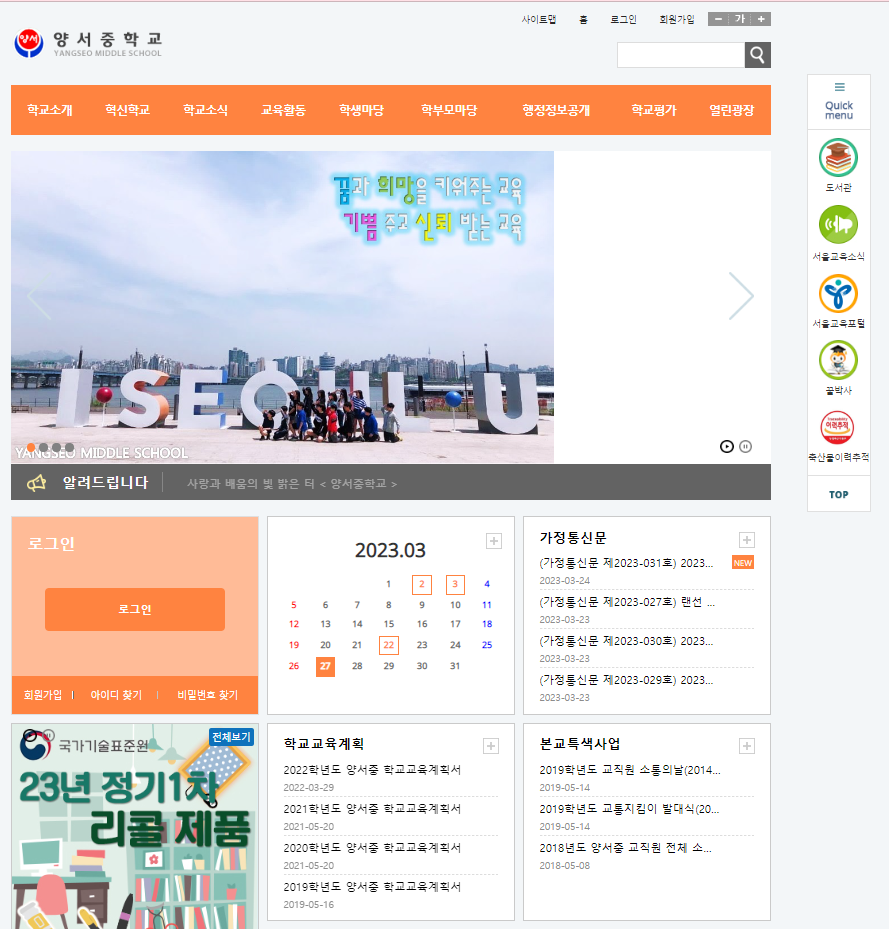 사이트맵 홈 로그인 회원가입 － 가 ＋
양서
양서중학교
YANGSEO MIDDLE SCHOOL
학교소개 혁신학교 학교소식 교육활동 학생마당 학부모마당 행정정보공개 학교평가 열린광장
꿈과 희망을 키워주는 교육
기쁨 주고 신뢰 받는 교육
I SEOUL U
YANGSEO MIDDLE SCHOOL
알려드립니다 사랑과 배움의 빛 밝은 터 < 양서중학교 >
로그인
로그인
회원가입 아이디 찾기 비밀번호 찾기
2023.03
1 2 3 4
5 6 7 8 9 10 11
12 13 14 15 16 17 18
19 20 21 22 23 24 25
26 27 28 29 30 31
가정통신문
(가정통신문 제2023-031호) 2023... NEW
2023-03-24
(가정통신문 제2023-027호) 랜선 ...
2023-03-23
(가정통신문 제2023-030호) 2023...
2023-03-23
(가정통신문 제2023-029호) 2023...
2023-03-23
국가기술표준원
전체보기
23년 정기1차
리콜 제품
학교교육계획
2022학년도 양서중 학교교육계획서
2022-03-29
2021학년도 양서중 학교교육계획서
2021-05-20
2020학년도 양서중 학교교육계획서
2021-05-20
2019학년도 양서중 학교교육계획서
2019-05-16
본교특색사업
2019학년도 교직원 소통의날(2014...
2019-05-14
2019학년도 교통지킴이 발대식(20...
2019-05-14
2018년도 양서중 교직원 전체 소...
2018-05-08
Quick
menu
도서관
서울교육소식
서울교육포털
꿀박사
이력추적
축산물이력추적
TOP